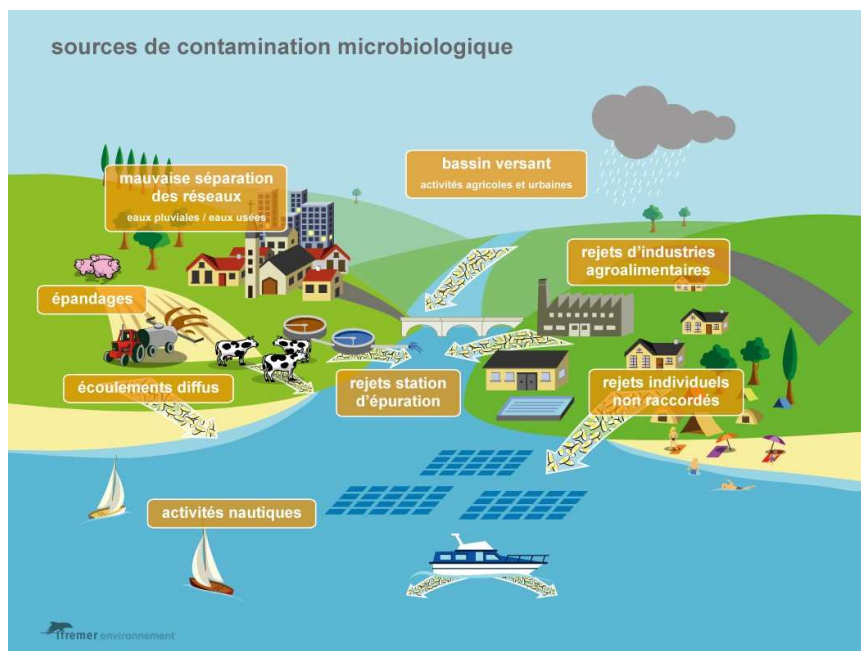 sources de contamination microbiologique
bassin versant
activités agricoles et urbaines
mauvaise séparation
des réseaux
eaux pluviales / eaux usées
rejets d'industries
agroalimentaires
épandages
écoulements diffus
rejets station
d'épuration
rejets individuels
non raccordés
activités nautiques
ifremer environnement